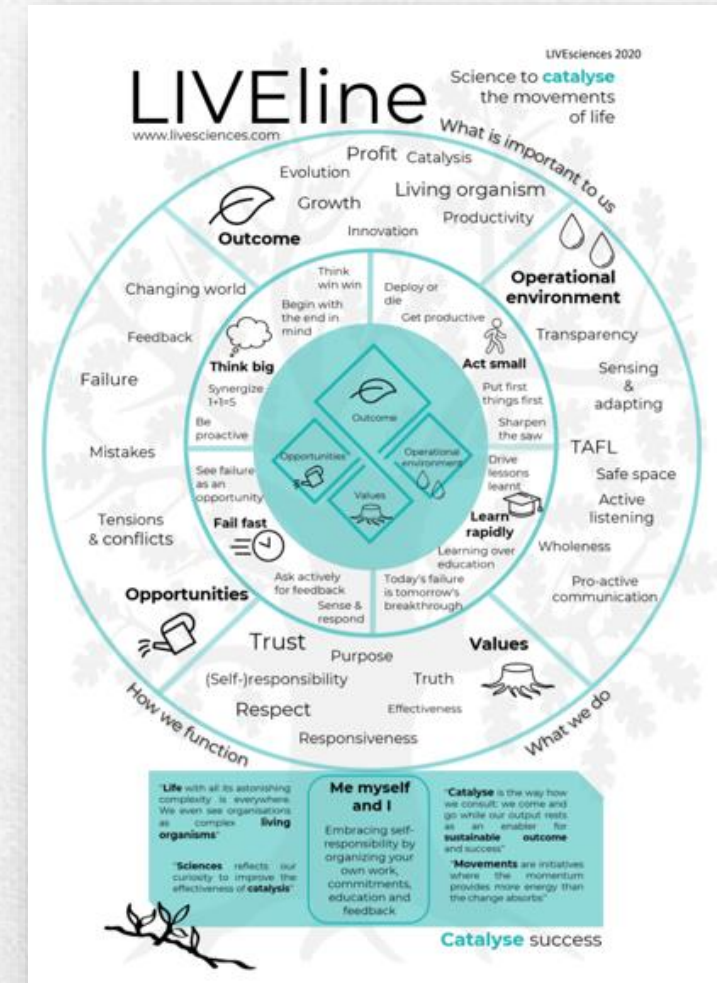 LIVEsciences 2020
LIVEline
www.livesciences.com
Science to catalyse
the movements
of life
What is important to us
Profit
Catalysis
Evolution
Living organism
Growth
Productivity
Innovation
Outcome
Operational
environment
Transparency
Sensing
&
adapting
TAFL
Safe space
Active
listening
Wholeness
Pro-active
communication
Changing world
Feedback
Failure
Mistakes
Tensions
& conflicts
Opportunities
Think
win win
Begin with
the end in
mind
Think big
Synergize
1+1=5
Be
proactive
Deploy or
die
Get productive
Act small
Put first
things first
Sharpen
the saw
See failure
as an
opportunity
Fail fast
Ask actively
for feedback
Sense &
respond
Drive
lessons
learnt
Learn
rapidly
Learning over
education
Today's failure
is tomorrow's
breakthrough
Outcome
Opportunities
Operational
environment
Values
Trust
Purpose
Values
(Self-)responsibility
Truth
Respect
Effectiveness
Responsiveness
How we function
What we do
"Life with all its astonishing
complexity is everywhere.
We even see organisations
as complex living
organisms"
"Sciences reflects our
curiosity to improve the
effectiveness of catalysis"
Me myself
and I
Embracing self-
responsibility by
organizing your
own work,
commitments,
education and
feedback
"Catalyse is the way how
we consult: we come and
go while our output rests
as an enabler for
sustainable outcome
and success"
"Movements are initiatives
where the momentum
provides more energy than
the change absorbs"
Catalyse success